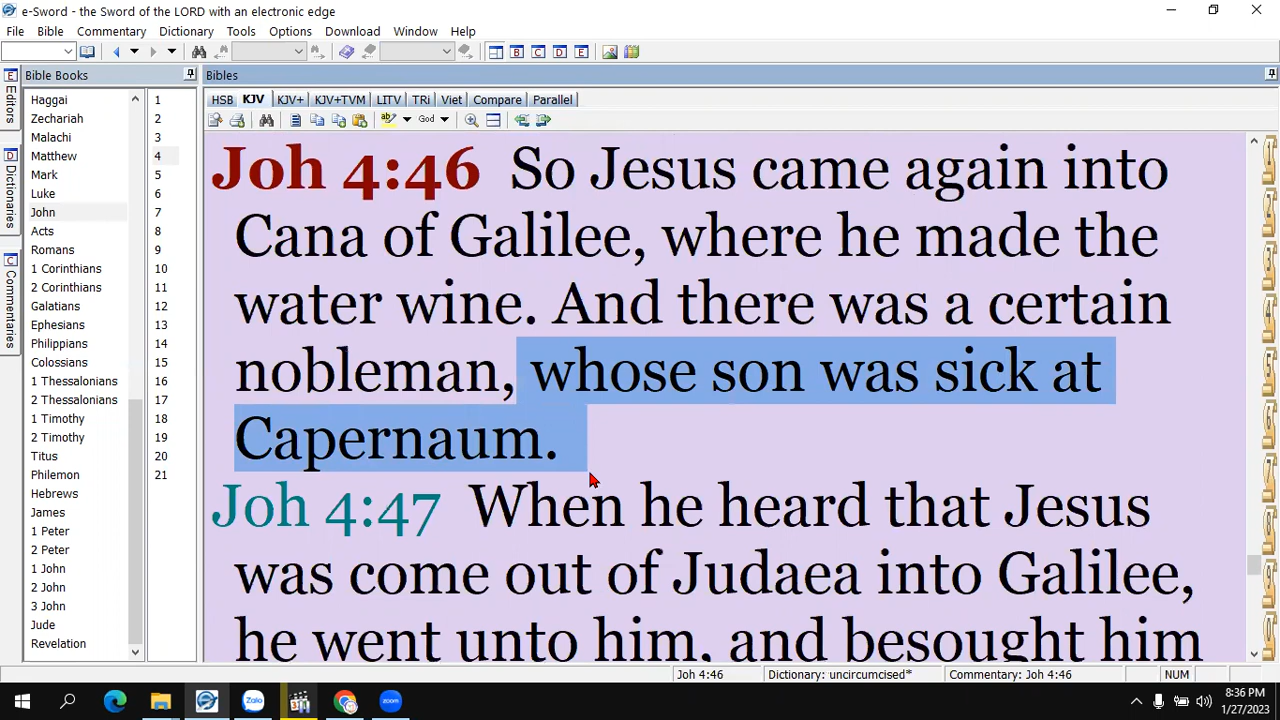 e-Sword - the Sword of the LORD with an electronic edge
File Bible Commentary Dictionary Tools Options Download Window Help
B C D E
Bible Books
Bibles
E Editors
D Dictionaries
C Commentaries
Haggai
Zechariah
Malachi
Matthew
Mark
Luke
John
Acts
Romans
1 Corinthians
2 Corinthians
Galatians
Ephesians
Philippians
Colossians
1 Thessalonians
2 Thessalonians
1 Timothy
2 Timothy
Titus
Philemon
Hebrews
James
1 Peter
2 Peter
1 John
2 John
3 John
Jude
Revelation
1
2
3
4
5
6
7
8
9
10
11
12
13
14
15
16
17
18
19
20
21
HSB KJV KJV+ KJV+TVM LITV TRi Viet Compare Parallel
ab God
Joh 4:46 So Jesus came again into
Cana of Galilee, where he made the
water wine. And there was a certain
nobleman, whose son was sick at
Capernaum.
Joh 4:47 When he heard that Jesus
was come out of Judaea into Galilee,
he went unto him, and besought him
Joh 4:46 Dictionary: uncircumcised* Commentary: Joh 4:46 NUM
Zalo
zoom
8:36 PM
1/27/2023